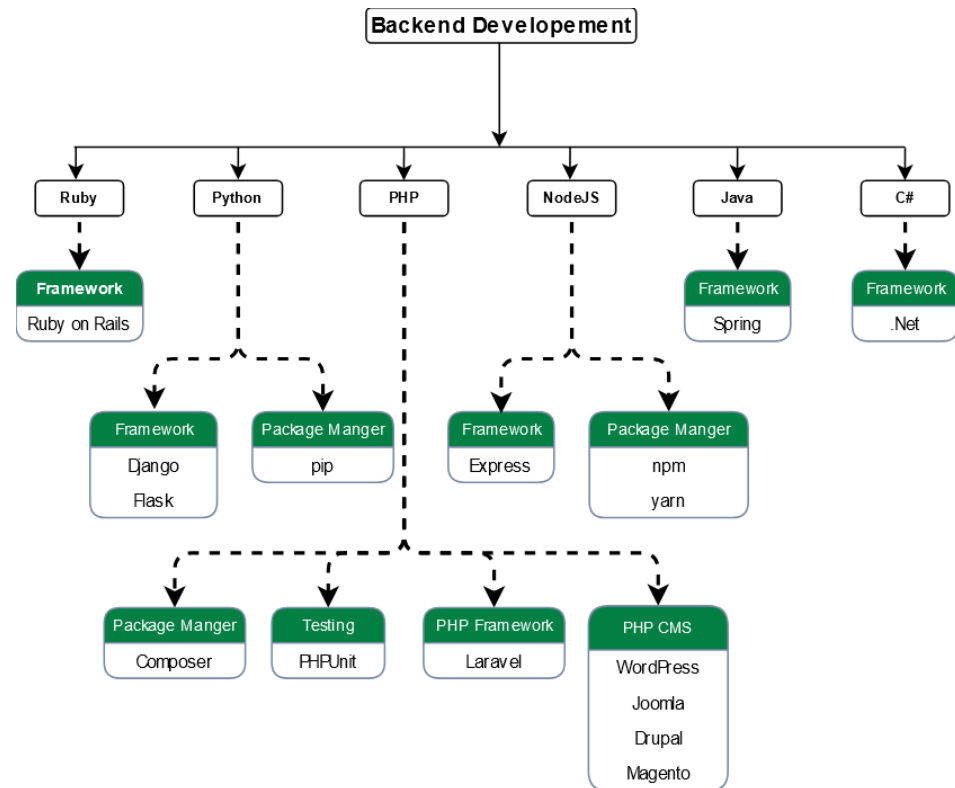 Backend Developement
Ruby
Python
PHP
NodeJS
Java
C#
Framework
Ruby on Rails
Framework
Spring
Framework
.Net
Framework
Django
Flask
Package Manger
pip
Framework
Express
Package Manger
npm
yarn
Package Manger
Composer
Testing
PHPUnit
PHP Framework
Laravel
PHP CMS
WordPress
Joomla
Drupal
Magento